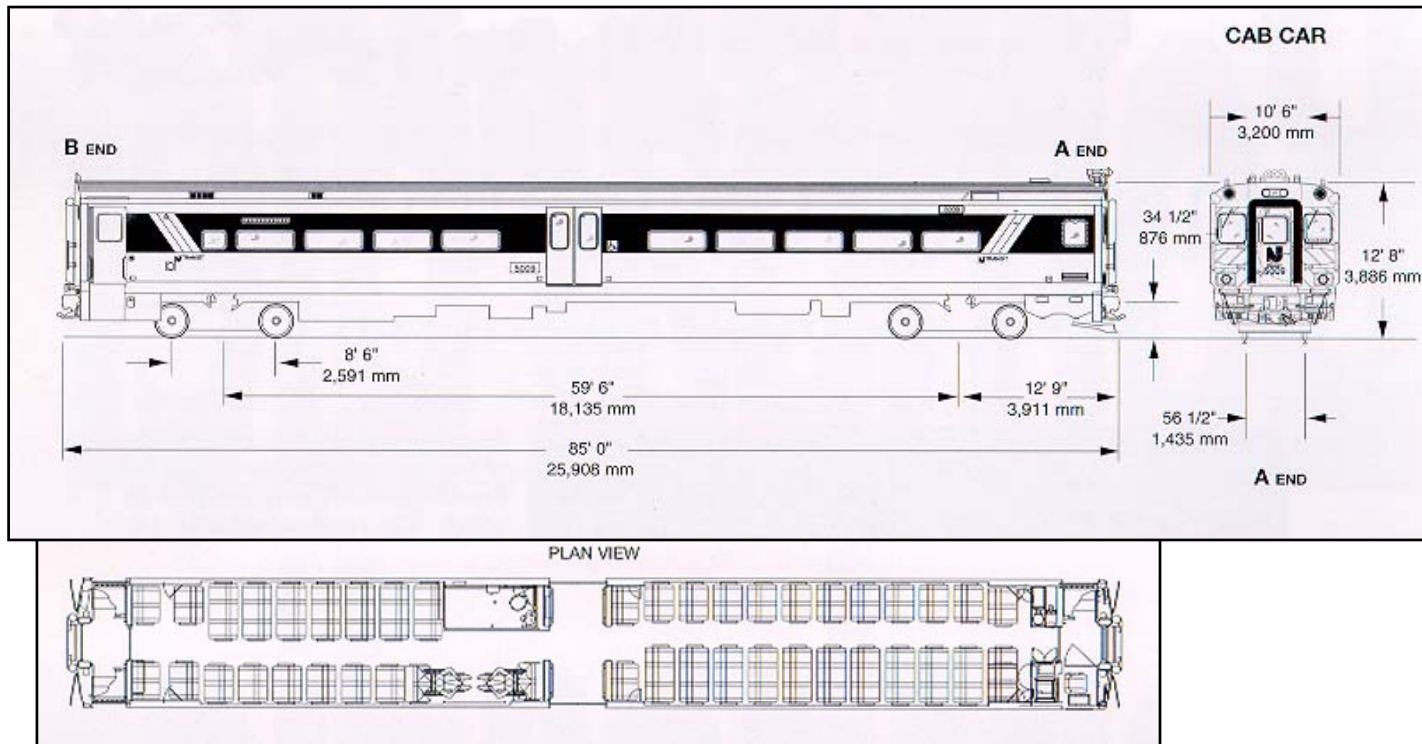 CAB CAR
10' 6"
3,200 mm
B END
A END
34 1/2"
876 mm
12' 8"
3,886 mm
5009
8' 6"
2,591 mm
59' 6"
18,135 mm
12' 9"
3,911 mm
56 1/2"
1,435 mm
85' 0"
25,908 mm
A END
PLAN VIEW